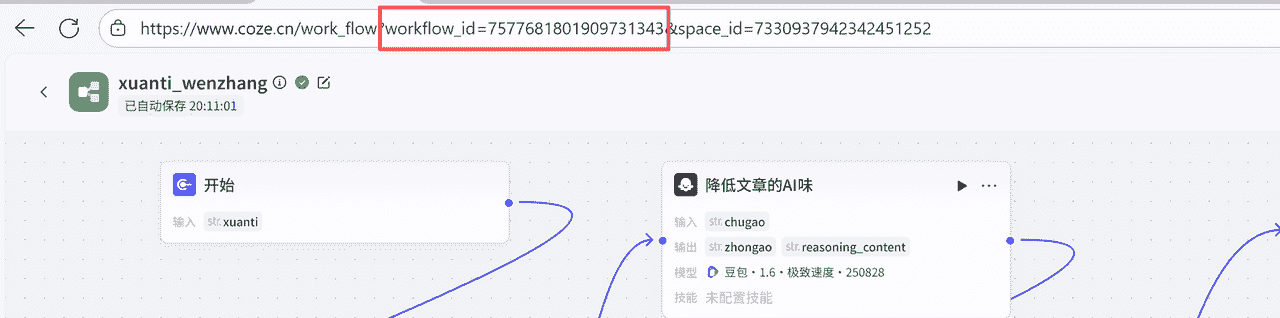 https://www.coze.cn/work_flow?workflow_id=7577681801909731343&space_id=7330937942342451252
xuanti_wenzhang
已自动保存 20:11:01
开始
输入 str. xuanti
降低文章的AI味
输入 str. chugao
输出 str. zhongao str. reasoning_content
模型 豆包·1.6·极致速度·250828
技能 未配置技能